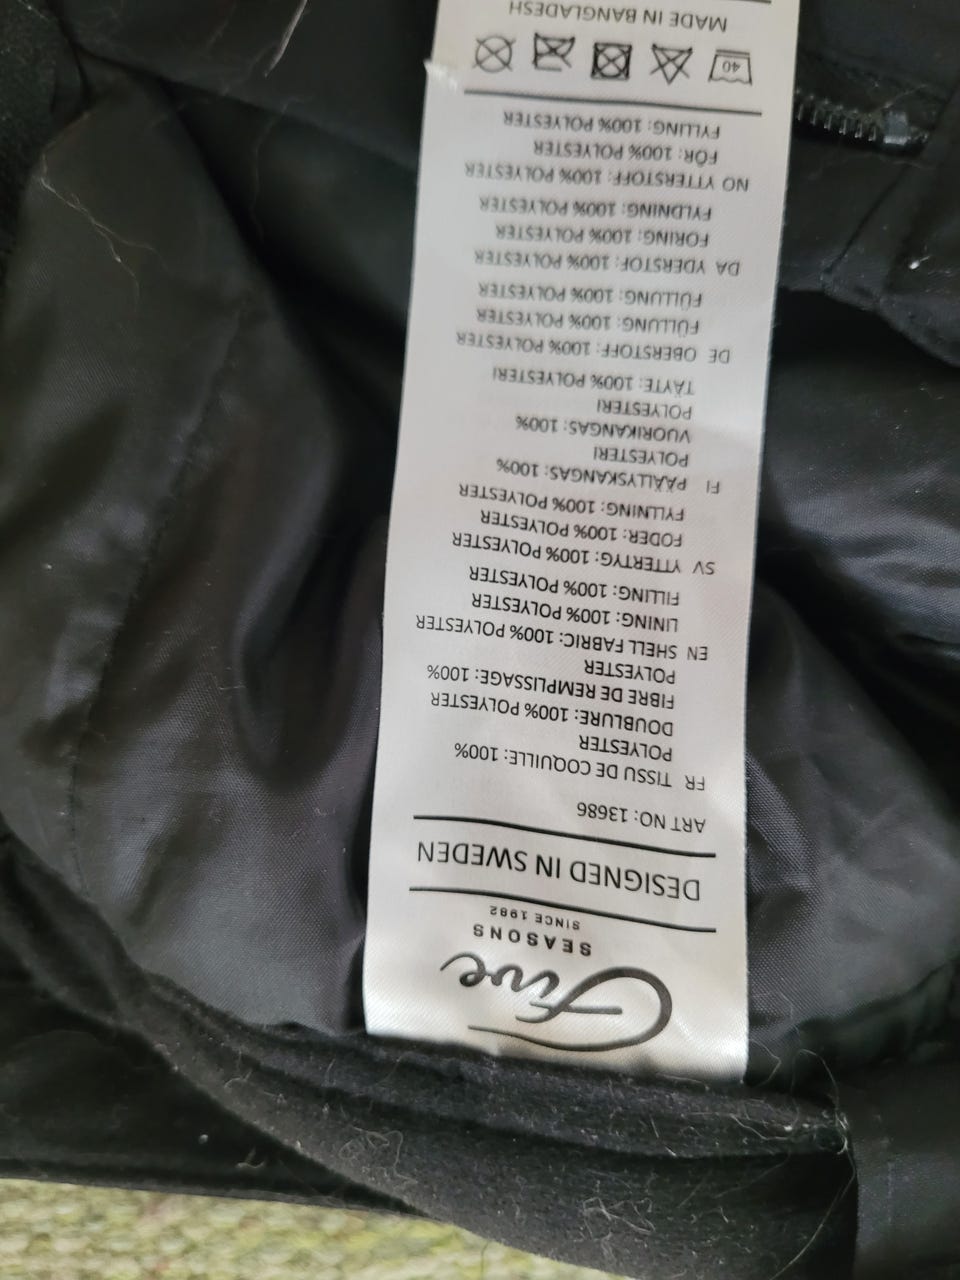 Five
SEASONS
SINCE 1982
DESIGNED IN SWEDEN
ART NO: 13686
FR TISSU DE COQUILLE: 100%
POLYESTER
DOUBLURE: 100% POLYESTER
FIBRE DE REMPLISSAGE: 100%
POLYESTER
EN SHELL FABRIC: 100% POLYESTER
LINING: 100% POLYESTER
FILLING: 100% POLYESTER
SV YTTERTYG: 100% POLYESTER
FODER: 100% POLYESTER
FYLLNING: 100% POLYESTER
FI PÄÄLLYSKANGAS: 100%
POLYESTERI
VUORIKANGAS: 100%
POLYESTERI
TÄYTE: 100% POLYESTERI
DE OBERSTOFF: 100% POLYESTER
FÜLLUNG: 100% POLYESTER
FÜLLUNG: 100% POLYESTER
DA YDERSTOF: 100% POLYESTER
FORING: 100% POLYESTER
FYLDNING: 100% POLYESTER
NO YTTERSTOFF: 100% POLYESTER
FÔR: 100% POLYESTER
FYLLING: 100% POLYESTER
40
MADE IN BANGLADESH